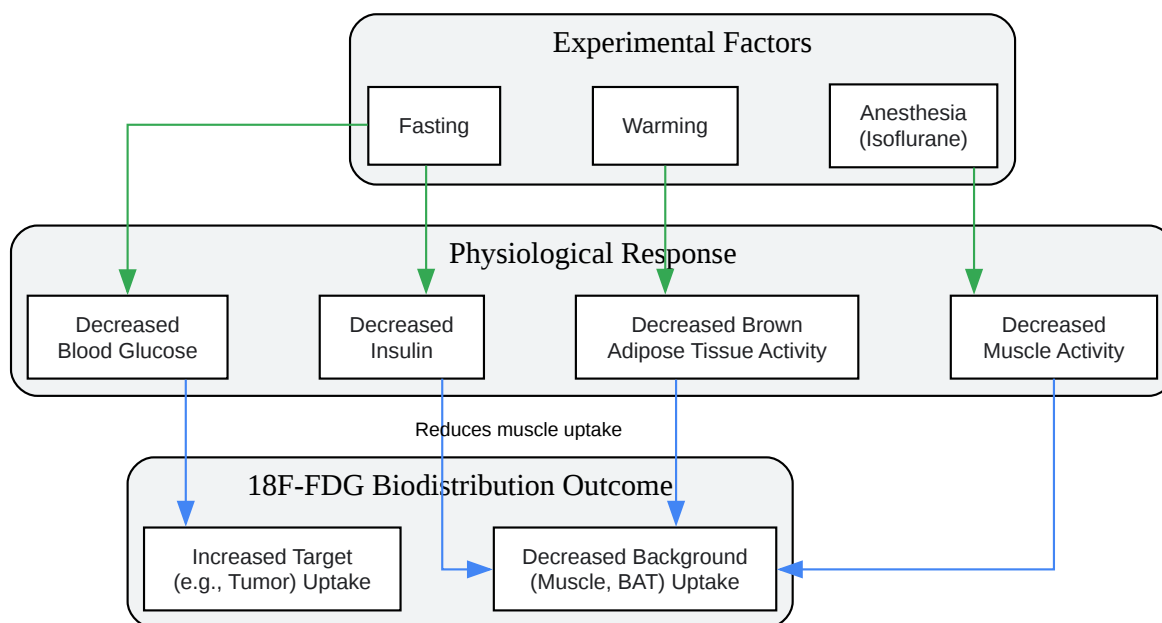 Experimental Factors
Fasting
Warming
Anesthesia
(Isoflurane)
Physiological Response
Decreased
Blood Glucose
Decreased
Insulin
Decreased Brown
Adipose Tissue Activity
Decreased
Muscle Activity
Reduces muscle uptake
18F-FDG Biodistribution Outcome
Increased Target
(e.g., Tumor) Uptake
Decreased Background
(Muscle, BAT) Uptake